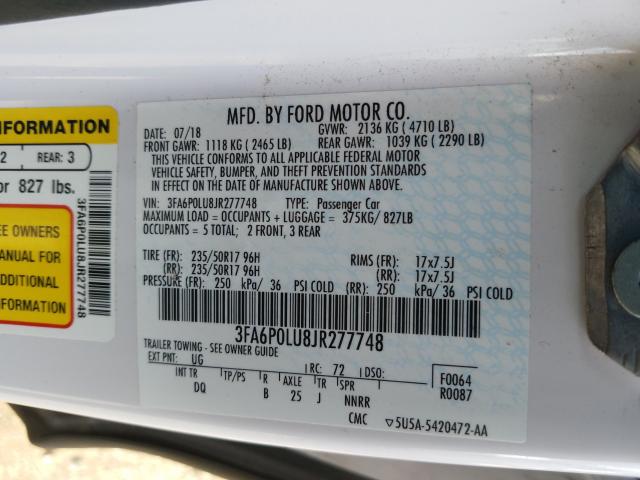 INFORMATION
2 REAR: 3
or 827 lbs.
SEE OWNERS
MANUAL FOR
ADDITIONAL
INFORMATION
3FA6P0LU8JR277748
MFD. BY FORD MOTOR CO.
DATE: 07/18 GVWR: 2136 KG ( 4710 LB)
FRONT GAWR: 1118 KG ( 2465 LB) REAR GAWR: 1039 KG ( 2290 LB)
THIS VEHICLE CONFORMS TO ALL APPLICABLE FEDERAL MOTOR
VEHICLE SAFETY, BUMPER, AND THEFT PREVENTION STANDARDS
IN EFFECT ON THE DATE OF MANUFACTURE SHOWN ABOVE.
VIN: 3FA6P0LU8JR277748 TYPE: Passenger Car
MAXIMUM LOAD = OCCUPANTS + LUGGAGE = 375KG/ 827LB
OCCUPANTS = 5 TOTAL; 2 FRONT, 3 REAR
TIRE (FR): 235/50R17 96H RIMS (FR): 17x7.5J
(RR): 235/50R17 96H (RR): 17x7.5J
PRESSURE (FR): 250 kPa/ 36 PSI COLD (RR): 250 kPa/ 36 PSI COLD
3FA6P0LU8JR277748
TRAILER TOWING - SEE OWNER GUIDE
EXT PNT: UG RC: 72 DSO: F0064
INT TR TP/PS R AXLE TR SPR R0087
DQ B 25 J NNRR
CMC ▽5U5A-5420472-AA